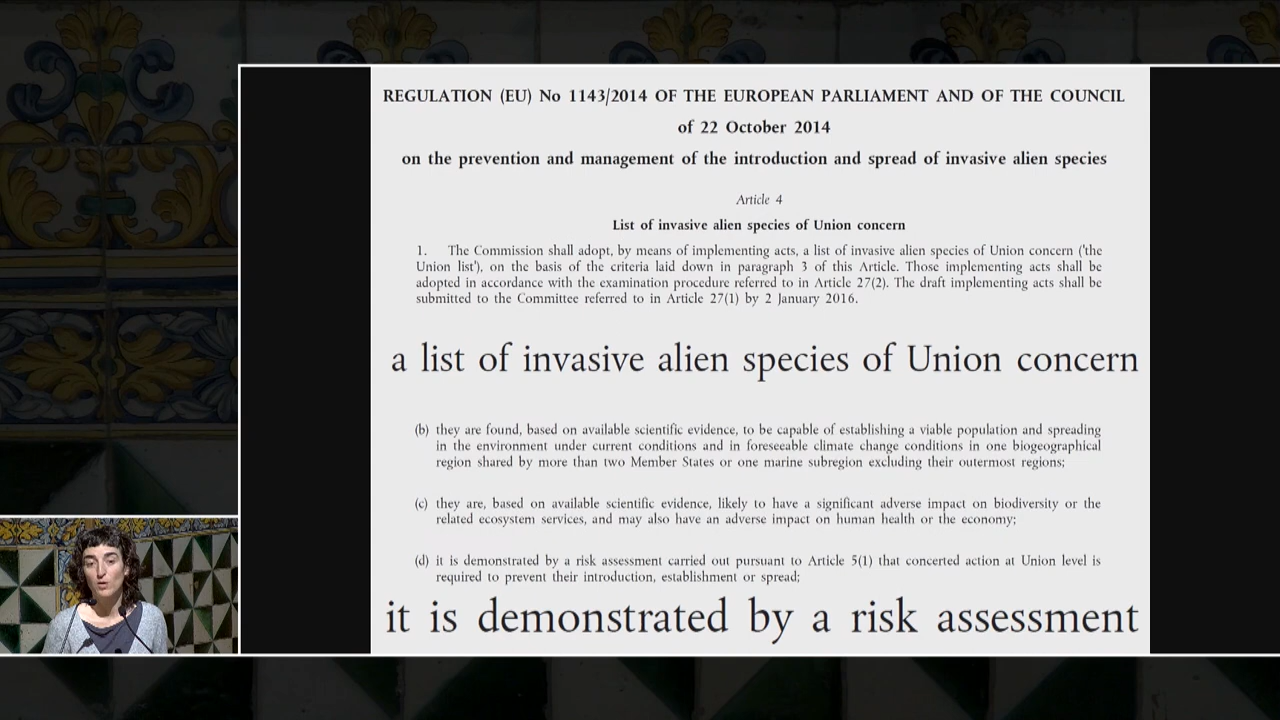 REGULATION (EU) No 1143/2014 OF THE EUROPEAN PARLIAMENT AND OF THE COUNCIL
of 22 October 2014
on the prevention and management of the introduction and spread of invasive alien species
Article 4
List of invasive alien species of Union concern
1. The Commission shall adopt, by means of implementing acts, a list of invasive alien species of Union concern ('the
Union list'), on the basis of the criteria laid down in paragraph 3 of this Article. Those implementing acts shall be
adopted in accordance with the examination procedure referred to in Article 27(2). The draft implementing acts shall be
submitted to the Committee referred to in Article 27(1) by 2 January 2016.
a list of invasive alien species of Union concern
(b) they are found, based on available scientific evidence, to be capable of establishing a viable population and spreading
in the environment under current conditions and in foreseeable climate change conditions in one biogeographical
region shared by more than two Member States or one marine subregion excluding their outermost regions;
(c) they are, based on available scientific evidence, likely to have a significant adverse impact on biodiversity or the
related ecosystem services, and may also have an adverse impact on human health or the economy;
(d) it is demonstrated by a risk assessment carried out pursuant to Article 5(1) that concerted action at Union level is
required to prevent their introduction, establishment or spread;
it is demonstrated by a risk assessment